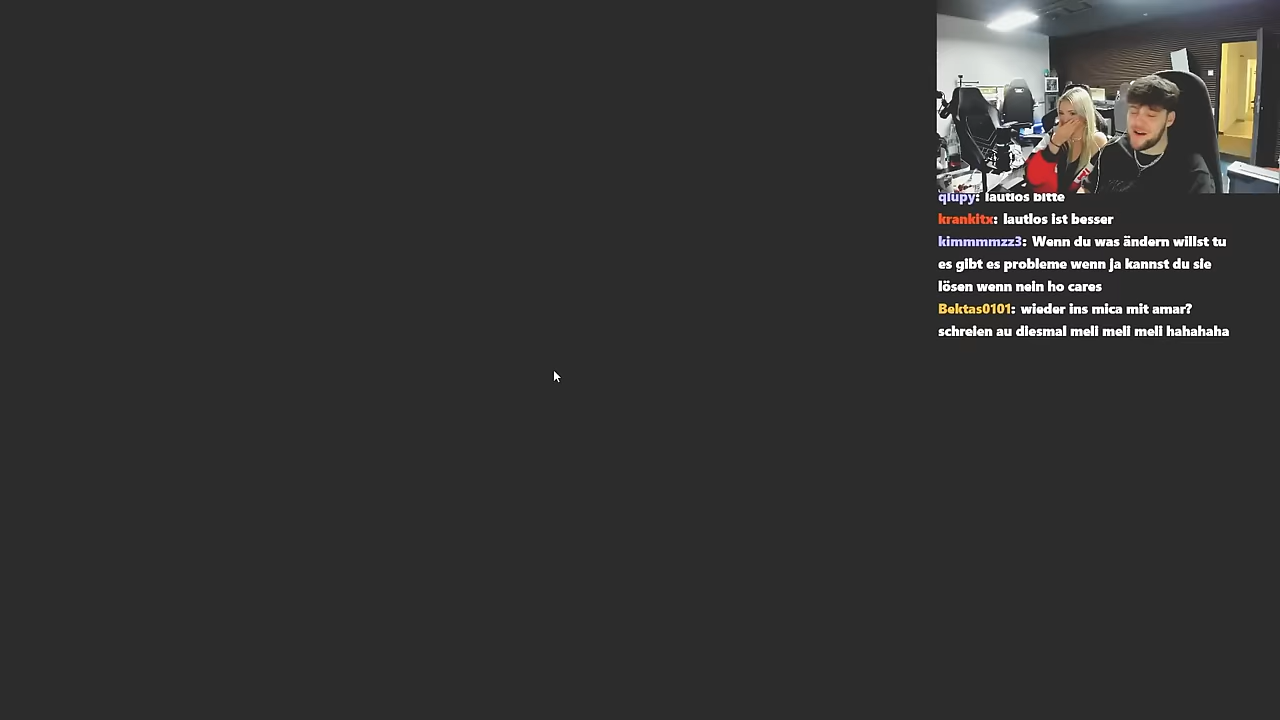 qlupy: lautlos bitte
krankitx: lautlos ist besser
kimmmmzz3: Wenn du was ändern willst tu
es gibt es probleme wenn ja kannst du sie
lösen wenn nein ho cares
Bektas0101: wieder ins mica mit amar?
schreien au diesmal meli meli meli hahahaha